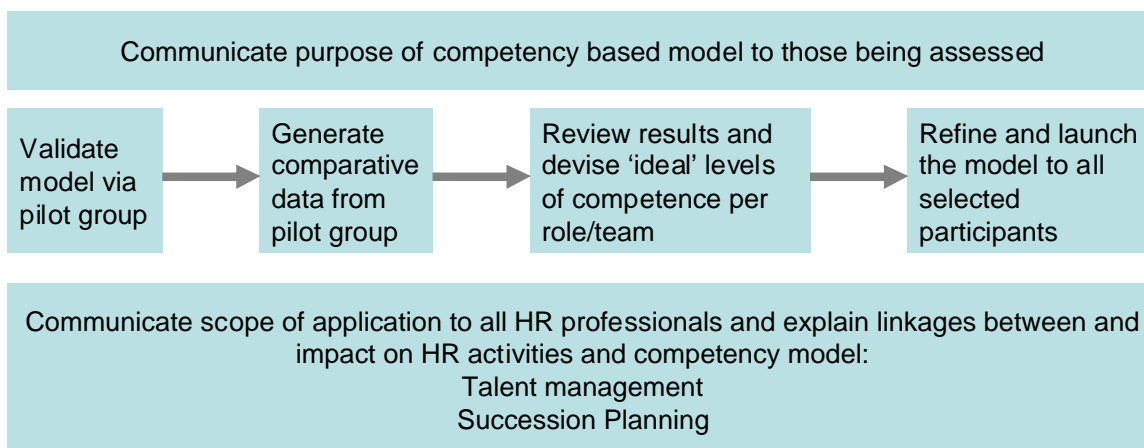 Communicate purpose of competency based model to those being assessed
Validate
model via
pilot group
Generate
comparative
data from
pilot group
Review results and
devise ‘ideal’ levels
of competence per
role/team
Refine and launch
the model to all
selected
participants
Communicate scope of application to all HR professionals and explain linkages between and
impact on HR activities and competency model:
Talent management
Succession Planning